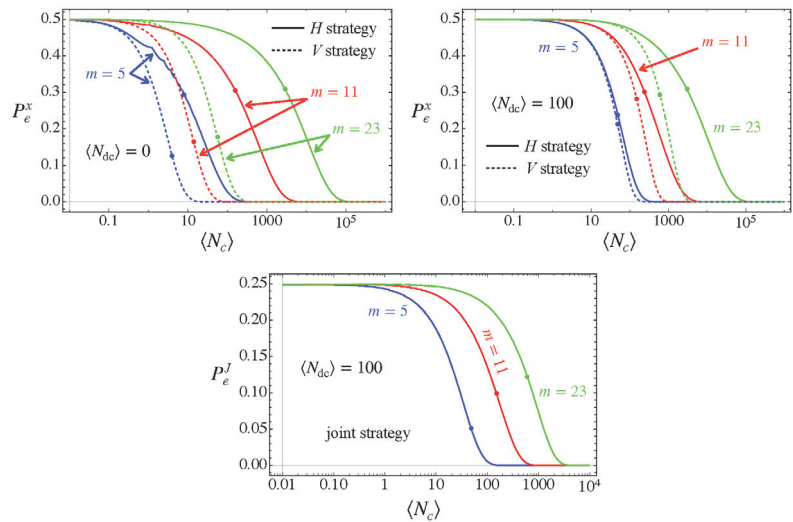 0.5
0.4
0.3
0.2
0.1
0.0
P_e^x
H strategy
V strategy
m = 5
m = 11
m = 23
⟨N_dc⟩ = 0
0.1
10
1000
10^5
⟨N_c⟩
0.5
0.4
0.3
0.2
0.1
0.0
P_e^x
m = 5
m = 11
⟨N_dc⟩ = 100
m = 23
H strategy
V strategy
0.1
10
1000
10^5
⟨N_c⟩
0.25
0.20
0.15
0.10
0.05
0.00
P_e^J
m = 5
m = 11
⟨N_dc⟩ = 100
m = 23
joint strategy
0.01
0.1
1
10
100
1000
10^4
⟨N_c⟩